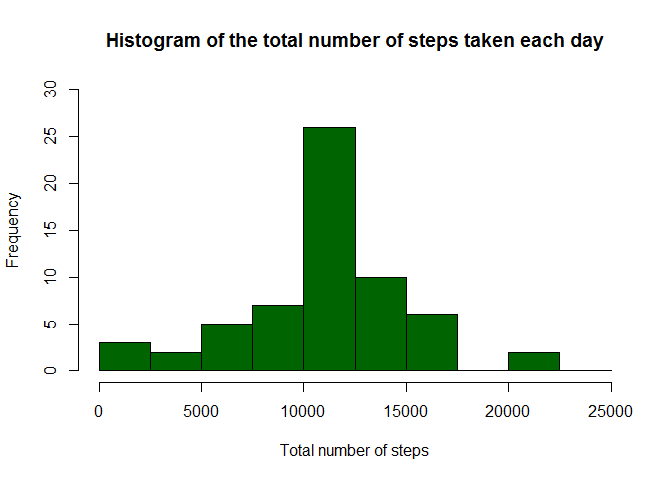 Histogram of the total number of steps taken each day
30
25
20
15
10
5
0
Frequency
0 5000 10000 15000 20000 25000
Total number of steps